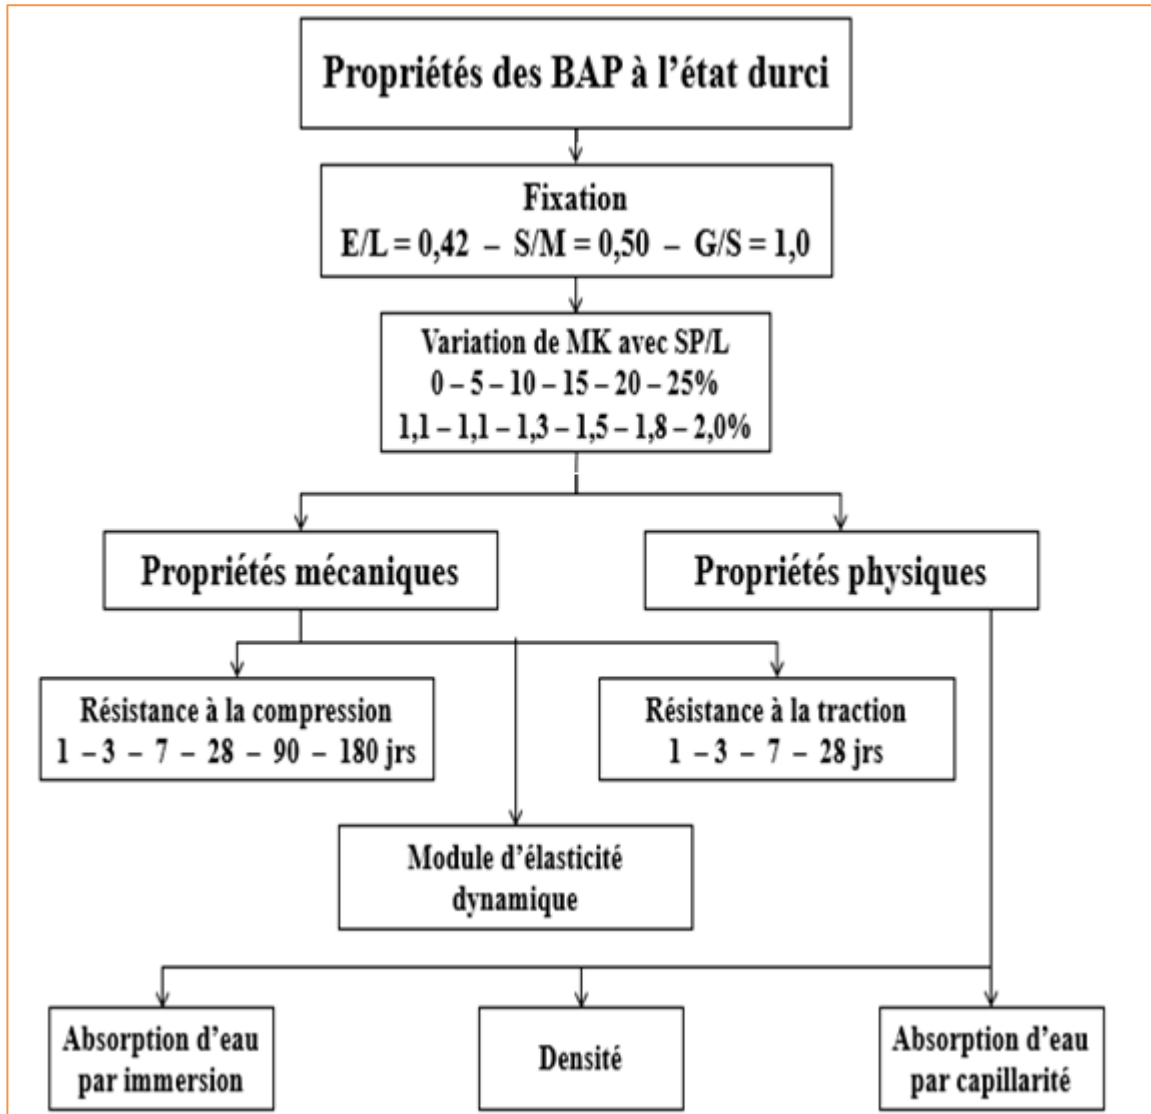 Propriétés des BAP à l’état durci
Fixation
E/L = 0,42 – S/M = 0,50 – G/S = 1,0
Variation de MK avec SP/L
0 – 5 – 10 – 15 – 20 – 25%
1,1 – 1,1 – 1,3 – 1,5 – 1,8 – 2,0%
Propriétés mécaniques
Propriétés physiques
Résistance à la compression
1 – 3 – 7 – 28 – 90 – 180 jrs
Résistance à la traction
1 – 3 – 7 – 28 jrs
Module d’élasticité
dynamique
Absorption d’eau
par immersion
Densité
Absorption d’eau
par capillarité